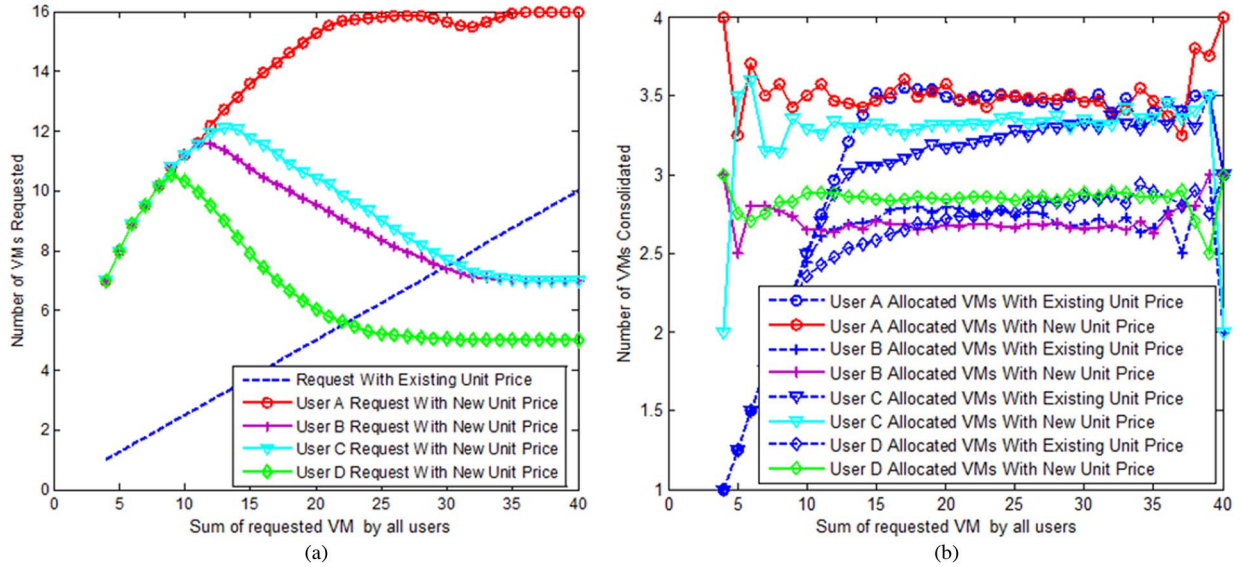 (a)
16
14
12
10
8
6
4
2
0
Number of VMs Requested
0 5 10 15 20 25 30 35 40
Sum of requested VM by all users
Request With Existing Unit Price
User A Request With New Unit Price
User B Request With New Unit Price
User C Request With New Unit Price
User D Request With New Unit Price
(a)
(b)
4
3.5
3
2.5
2
1.5
1
Number of VMs Consolidated
0 5 10 15 20 25 30 35 40
Sum of requested VM by all users
User A Allocated VMs With Existing Unit Price
User A Allocated VMs With New Unit Price
User B Allocated VMs With Existing Unit Price
User B Allocated VMs With New Unit Price
User C Allocated VMs With Existing Unit Price
User C Allocated VMs With New Unit Price
User D Allocated VMs With Existing Unit Price
User D Allocated VMs With New Unit Price
(b)